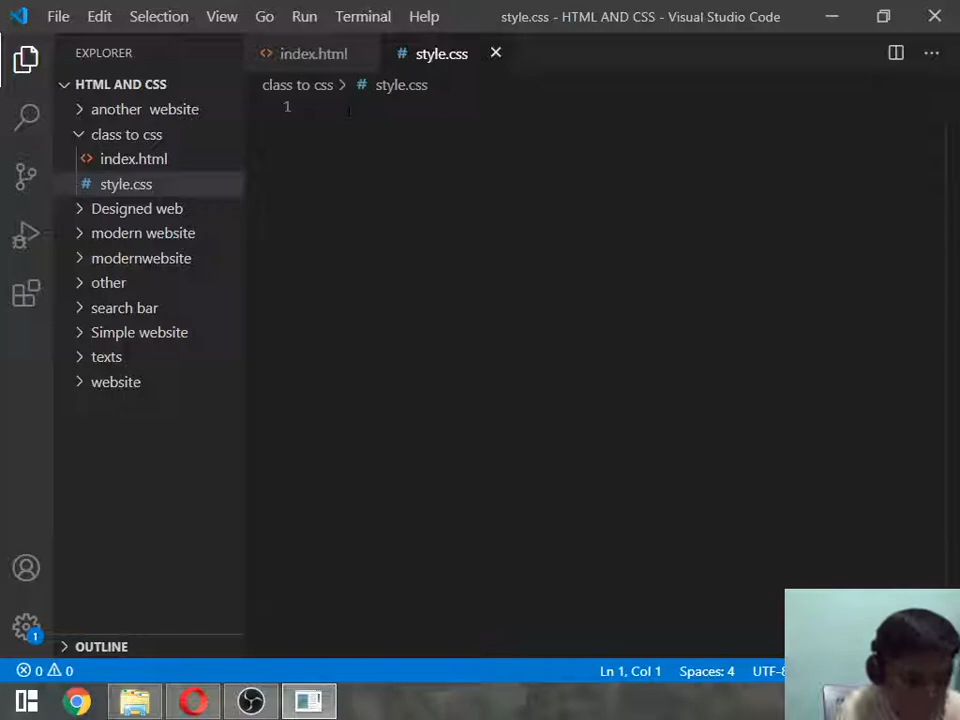 File Edit Selection View Go Run Terminal Help style.css - HTML AND CSS - Visual Studio Code
EXPLORER
index.html
# style.css
HTML AND CSS
class to css > # style.css
another website
1
class to css
index.html
# style.css
Designed web
modern website
modernwebsite
other
search bar
Simple website
texts
website
1
OUTLINE
0 0
Ln 1, Col 1 Spaces: 4 UTF-8